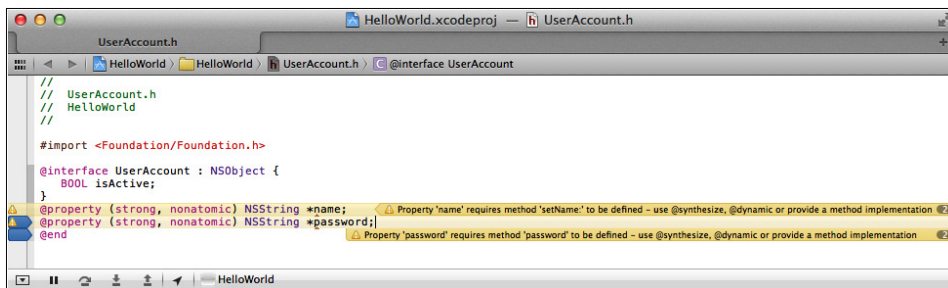 HelloWorld.xcodeproj — h UserAccount.h
UserAccount.h
HelloWorld 〉 HelloWorld 〉 h UserAccount.h 〉 C @interface UserAccount
//
// UserAccount.h
// HelloWorld
//
#import <Foundation/Foundation.h>
@interface UserAccount : NSObject {
BOOL isActive;
}
@property (strong, nonatomic) NSString *name; Property 'name' requires method 'setName:' to be defined – use @synthesize, @dynamic or provide a method implementation 2
@property (strong, nonatomic) NSString *password;
@end Property 'password' requires method 'password' to be defined – use @synthesize, @dynamic or provide a method implementation 2
HelloWorld